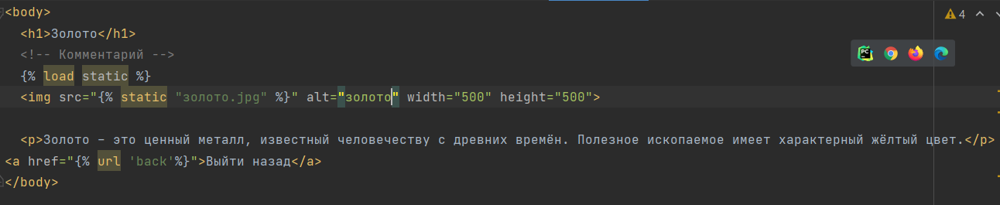 <body>
<h1>Золото</h1>
<!-- Комментарий -->
{% load static %}
<img src="{% static "золото.jpg" %}" alt="золото" width="500" height="500">
<p>Золото – это ценный металл, известный человечеству с древних времён. Полезное ископаемое имеет характерный жёлтый цвет.</p>
<a href="{% url 'back'%}">Выйти назад</a>
</body>
4
PC